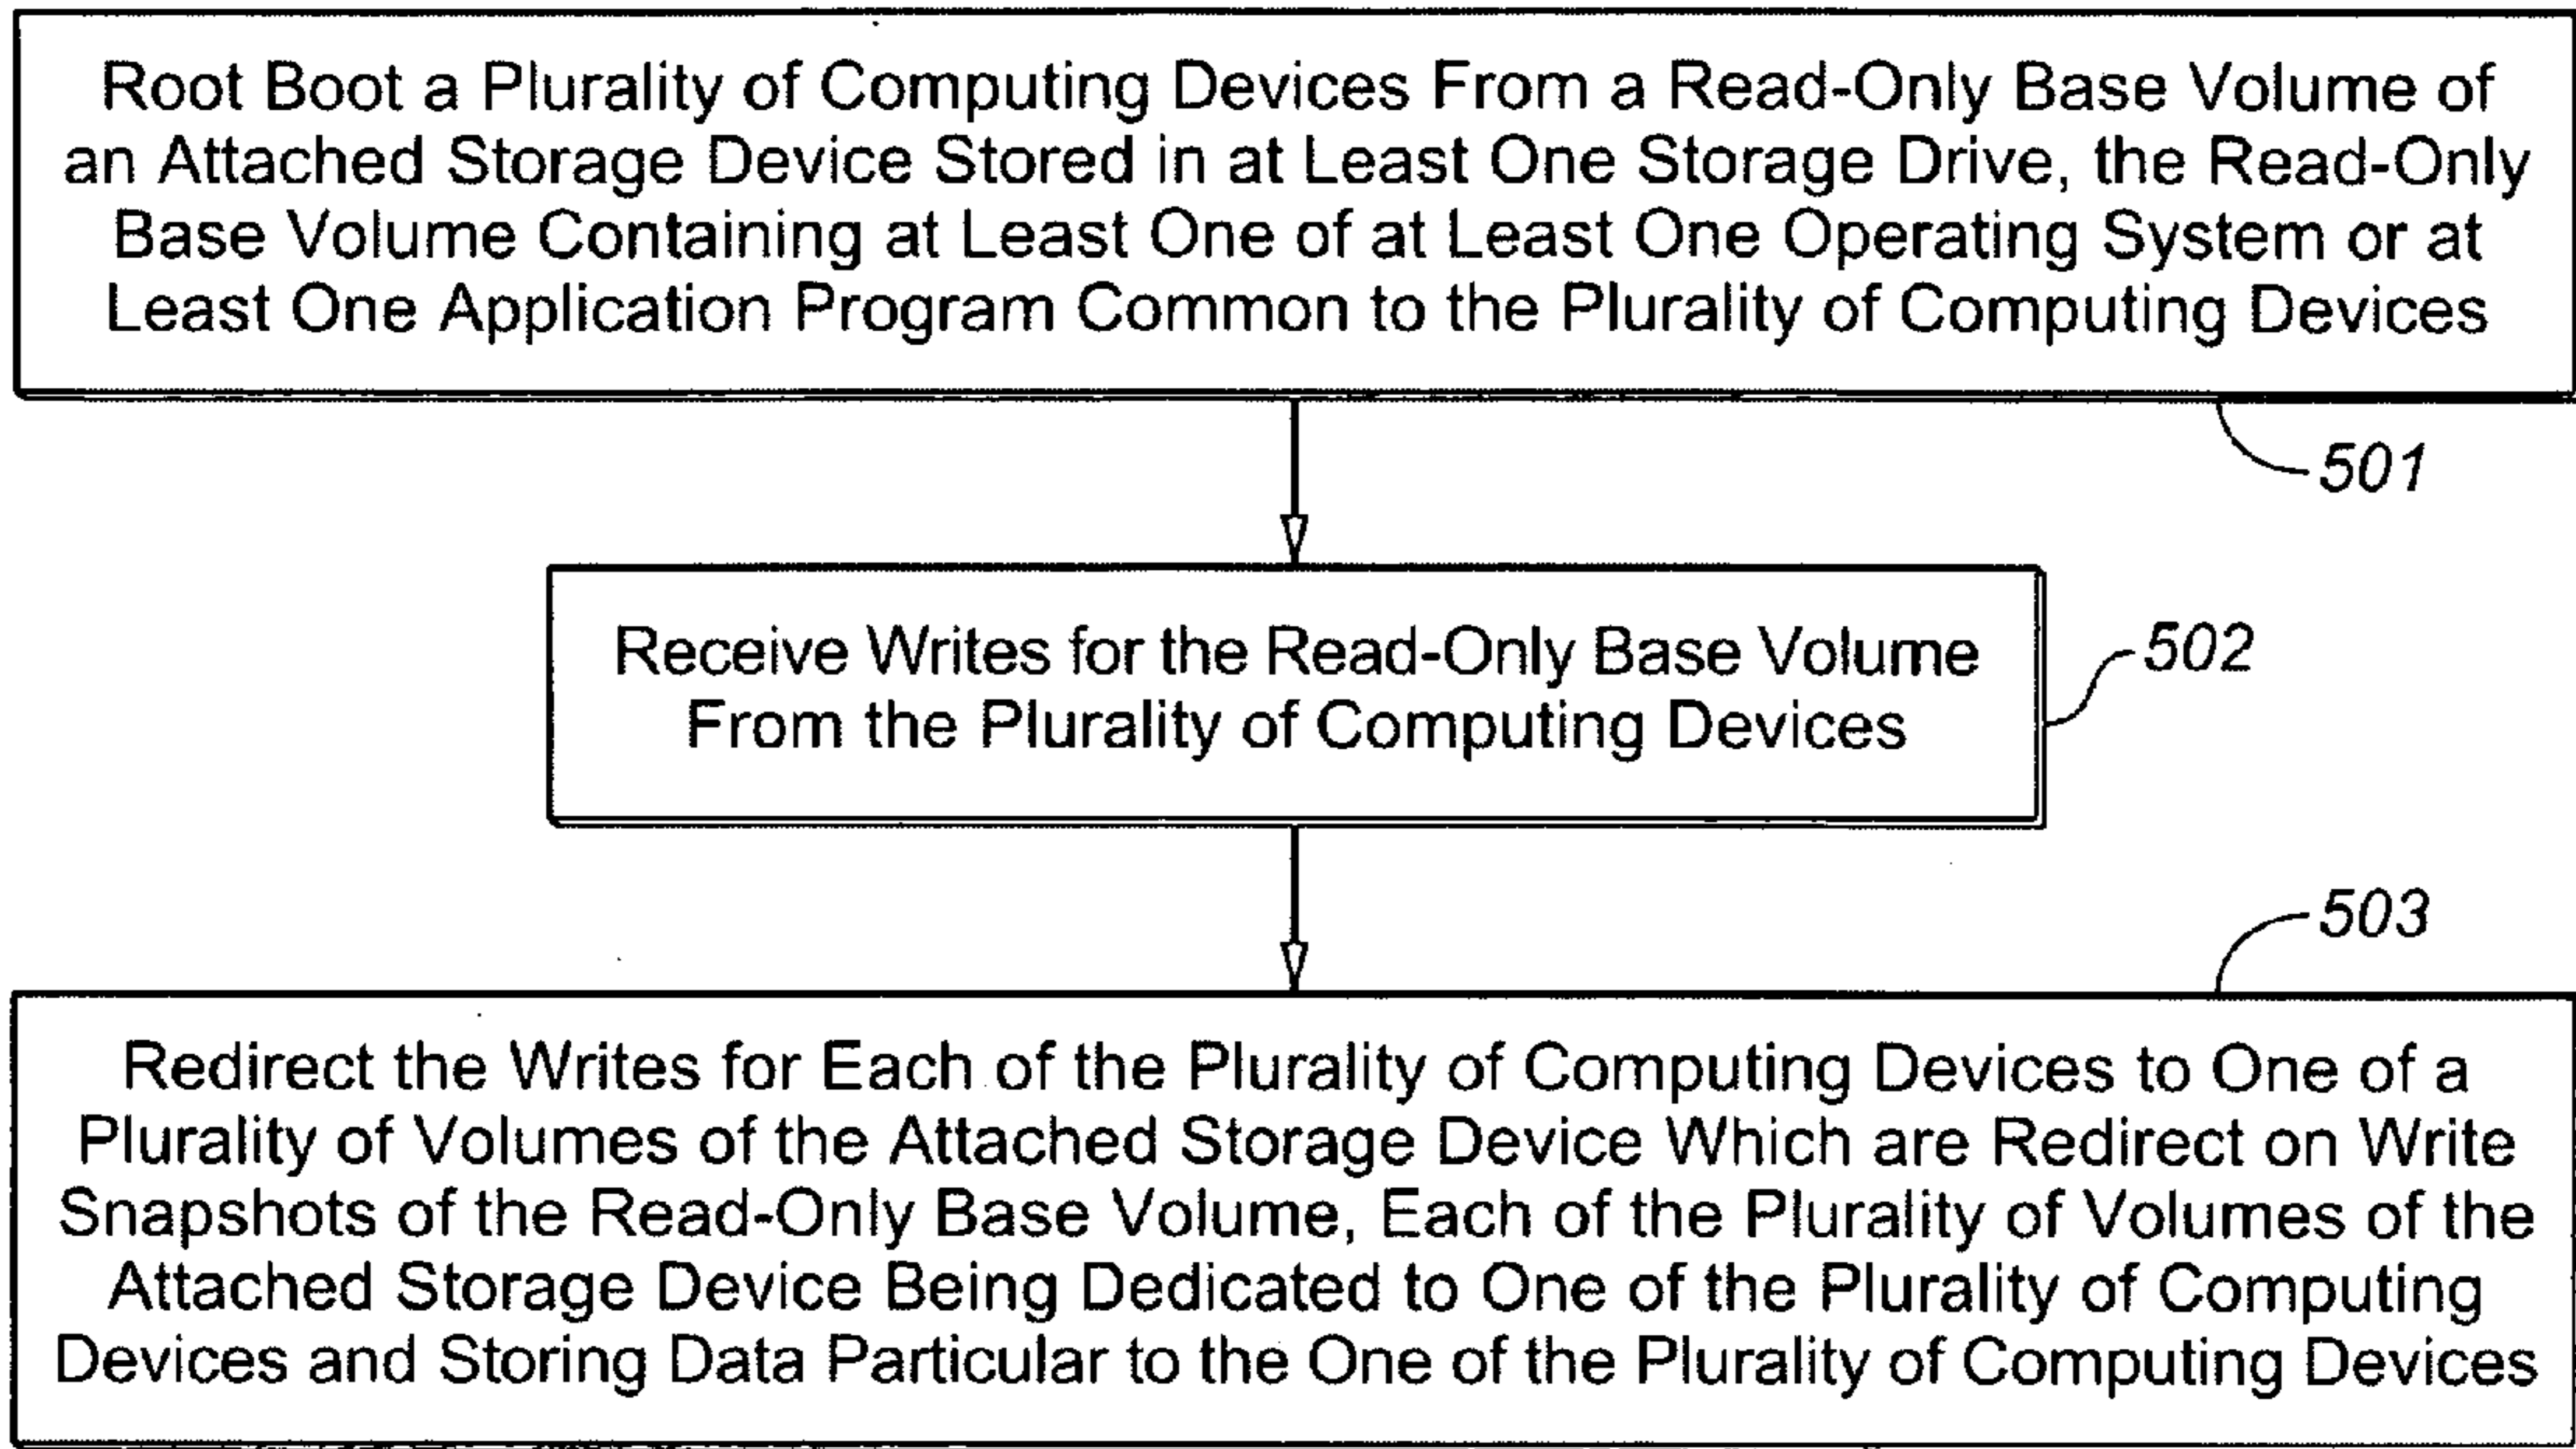 Root Boot a Plurality of Computing Devices From a Read-Only Base Volume of
an Attached Storage Device Stored in at Least One Storage Drive, the Read-Only
Base Volume Containing at Least One of at Least One Operating System or at
Least One Application Program Common to the Plurality of Computing Devices
501
Receive Writes for the Read-Only Base Volume
From the Plurality of Computing Devices
502
503
Redirect the Writes for Each of the Plurality of Computing Devices to One of a
Plurality of Volumes of the Attached Storage Device Which are Redirect on Write
Snapshots of the Read-Only Base Volume, Each of the Plurality of Volumes of the
Attached Storage Device Being Dedicated to One of the Plurality of Computing
Devices and Storing Data Particular to the One of the Plurality of Computing Devices